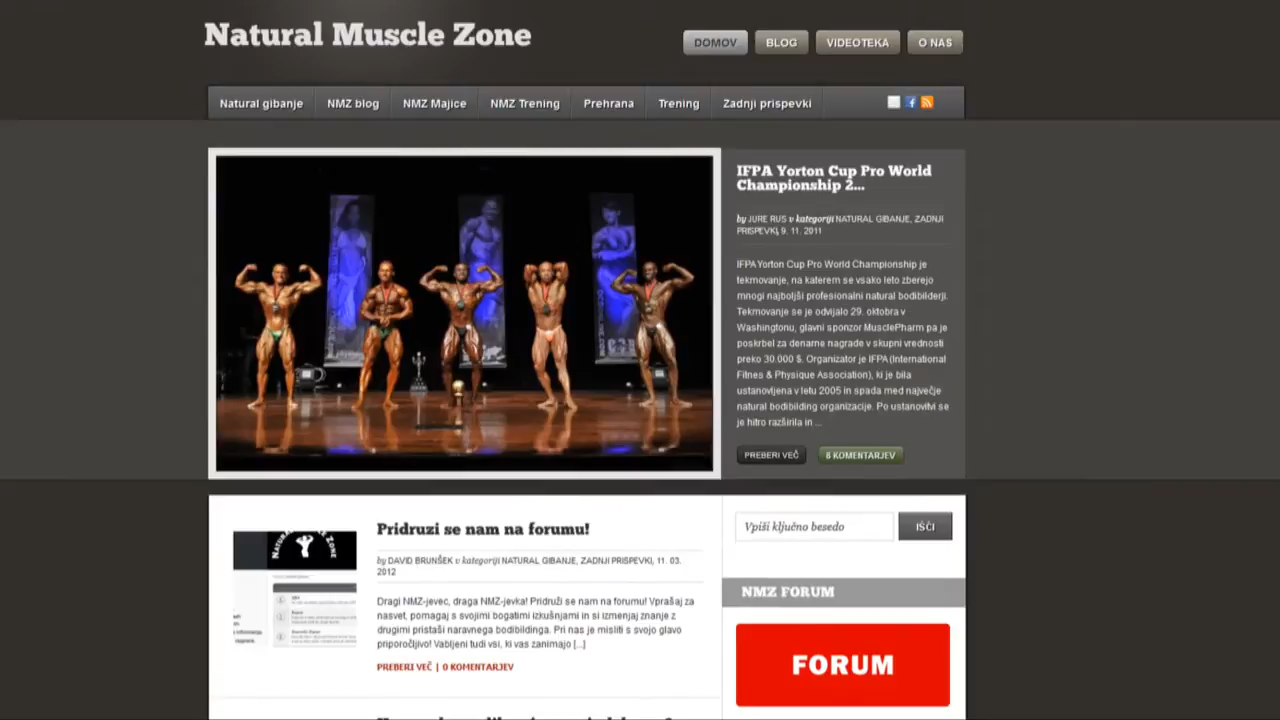 Natural Muscle Zone
DOMOV
BLOG
VIDEOTEKA
O NAS
Natural gibanje
NMZ blog
NMZ Majice
NMZ Trening
Prehrana
Trening
Zadnji prispevki
IFPA Yorton Cup Pro World
Championship 2...
by JURE RUS v kategoriji NATURAL GIBANJE, ZADNJI
PRISPEVKI, 9. 11. 2011
IFPA Yorton Cup Pro World Championship je
tekmovanje, na katerem se vsako leto zberejo
mnogi najboljši profesionalni natural bodibilderji.
Tekmovanje se je odvijalo 29. oktobra v
Washingtonu, glavni sponzor MusclePharm pa je
poskrbel za denarne nagrade v skupni vrednosti
preko 30.000 $. Organizator je IFPA (International
Fitnes & Physique Association), ki je bila
ustanovljena v letu 2005 in spada med največje
natural bodibilding organizacije. Po ustanovitvi se
je hitro razširila in ...
PREBERI VEČ
8 KOMENTARJEV
Pridruzi se nam na forumu!
by DAVID BRUNŠEK v kategoriji NATURAL GIBANJE, ZADNJI PRISPEVKI, 11. 03.
2012
Dragi NMZ-jevec, draga NMZ-jevka! Pridruži se nam na forumu! Vprašaj za
nasvet, pomagaj s svojimi bogatimi izkušnjami in si izmenjaj znanje z
drugimi pristaši naravnega bodibildinga. Pri nas je misliti s svojo glavo
priporočljivo! Vabljeni tudi vsi, ki vas zanimajo [...]
PREBERI VEČ | 0 KOMENTARJEV
Vpiši ključno besedo
IŠČI
NMZ FORUM
FORUM